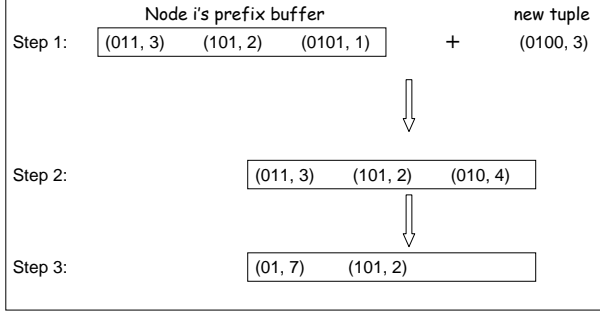 Node i's prefix buffer new tuple
Step 1: (011, 3) (101, 2) (0101, 1) + (0100, 3)
Step 2: (011, 3) (101, 2) (010, 4)
Step 3: (01, 7) (101, 2)